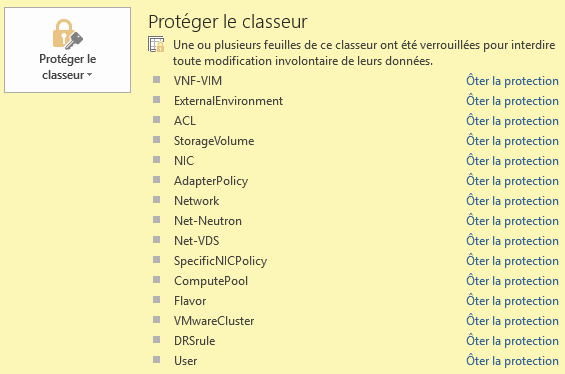 Protéger le classeur
Protéger le
classeur
Une ou plusieurs feuilles de ce classeur ont été verrouillées pour interdire
toute modification involontaire de leurs données.
VNF-VIM Ôter la protection
ExternalEnvironment Ôter la protection
ACL Ôter la protection
StorageVolume Ôter la protection
NIC Ôter la protection
AdapterPolicy Ôter la protection
Network Ôter la protection
Net-Neutron Ôter la protection
Net-VDS Ôter la protection
SpecificNICPolicy Ôter la protection
ComputePool Ôter la protection
Flavor Ôter la protection
VMwareCluster Ôter la protection
DRSrule Ôter la protection
User Ôter la protection